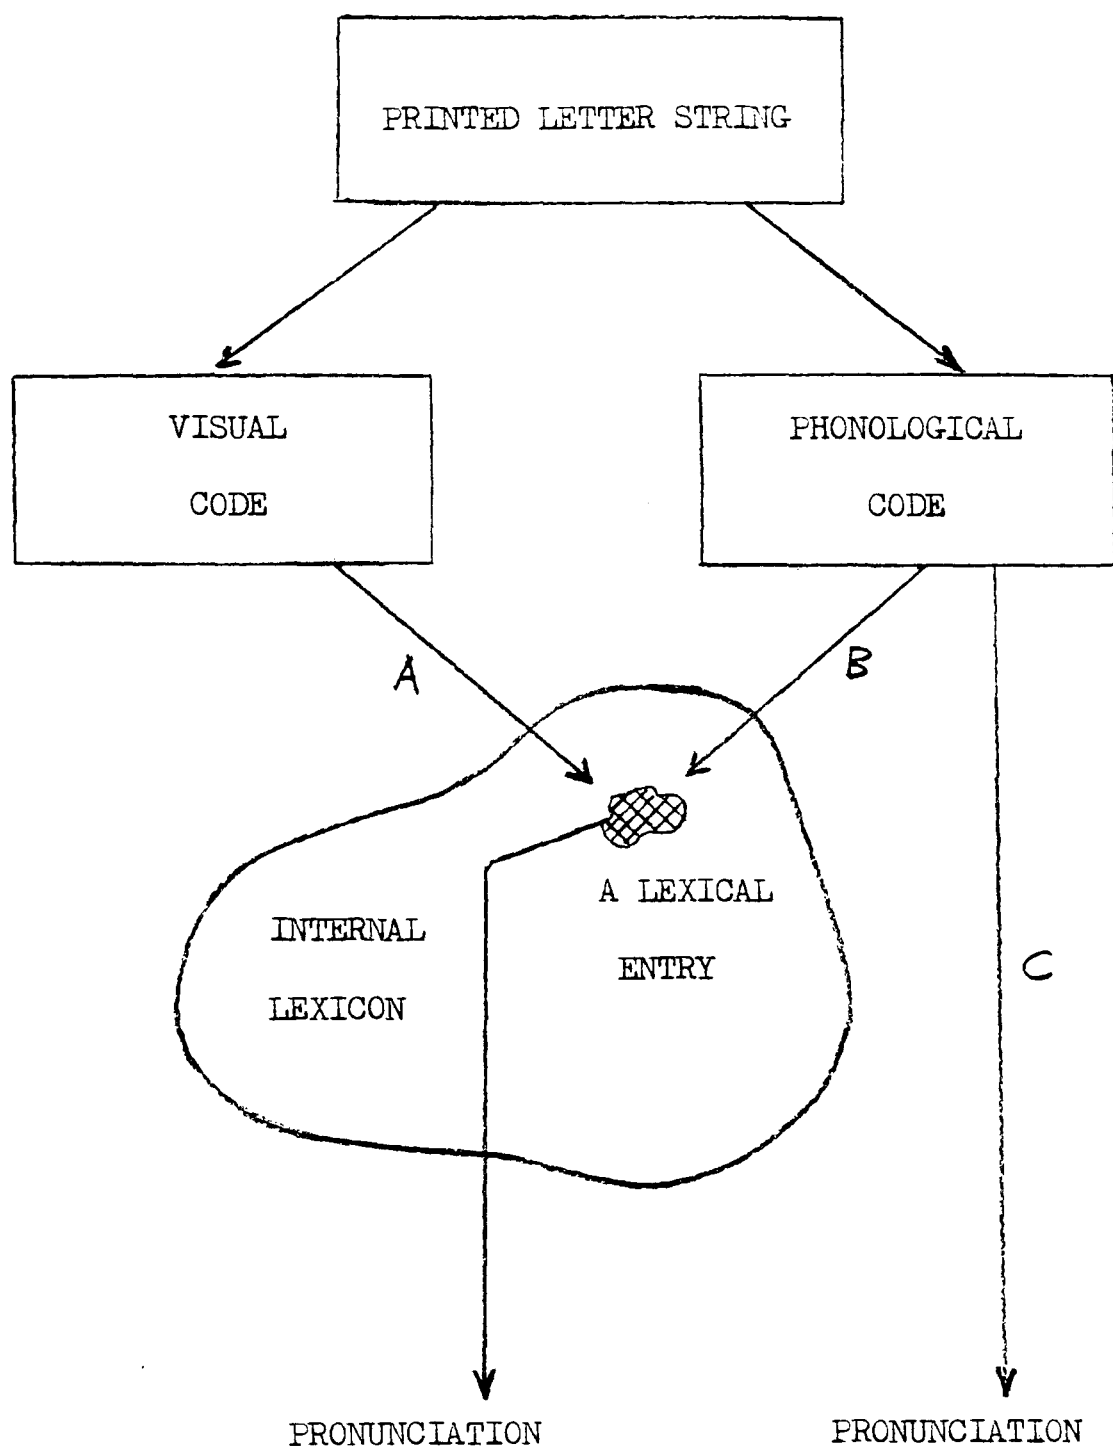 PRINTED LETTER STRING
VISUAL
CODE
PHONOLOGICAL
CODE
A
B
A LEXICAL
ENTRY
INTERNAL
LEXICON
C
PRONUNCIATION
PRONUNCIATION